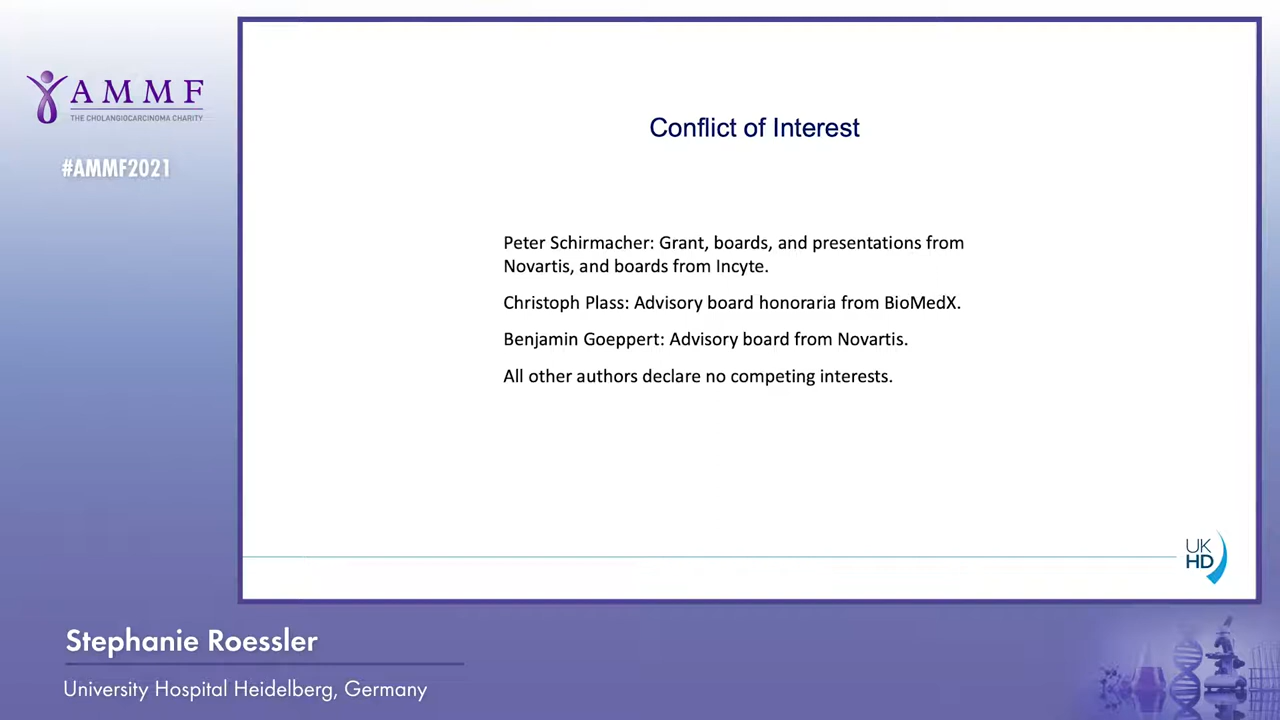 AMMF
THE CHOLANGIOCARCINOMA CHARITY
#AMMF2021
Conflict of Interest
Peter Schirmacher: Grant, boards, and presentations from
Novartis, and boards from Incyte.
Christoph Plass: Advisory board honoraria from BioMedX.
Benjamin Goeppert: Advisory board from Novartis.
All other authors declare no competing interests.
UK
HD
Stephanie Roessler
University Hospital Heidelberg, Germany